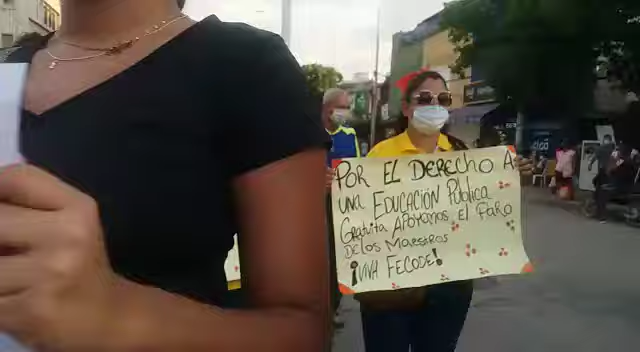 POR EL DERECHO A
UNA EDUCACIÓN PÚBLICA
GRATUITA APOYAMOS EL PARO
DE LOS MAESTROS
¡VIVA FECODE!